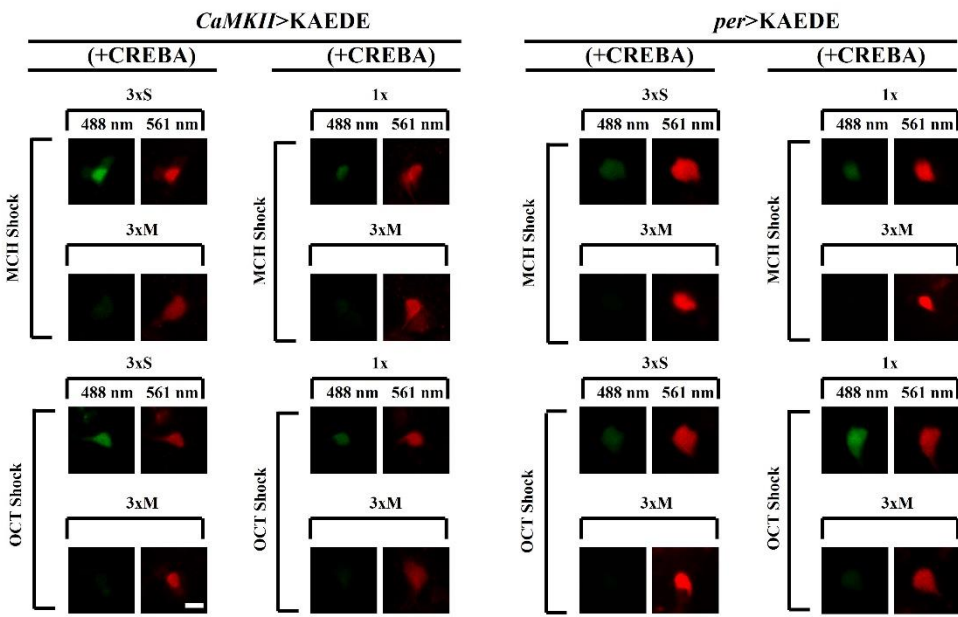 CaMKII>KAEDE per>KAEDE
(+CREBA) (+CREBA) (+CREBA) (+CREBA)
3xS 1x 3xS 1x
488 nm 561 nm 488 nm 561 nm 488 nm 561 nm 488 nm 561 nm
MCH Shock MCH Shock MCH Shock MCH Shock
3xM 3xM 3xM 3xM
3xS 1x 3xS 1x
488 nm 561 nm 488 nm 561 nm 488 nm 561 nm 488 nm 561 nm
OCT Shock OCT Shock OCT Shock OCT Shock
3xM 3xM 3xM 3xM